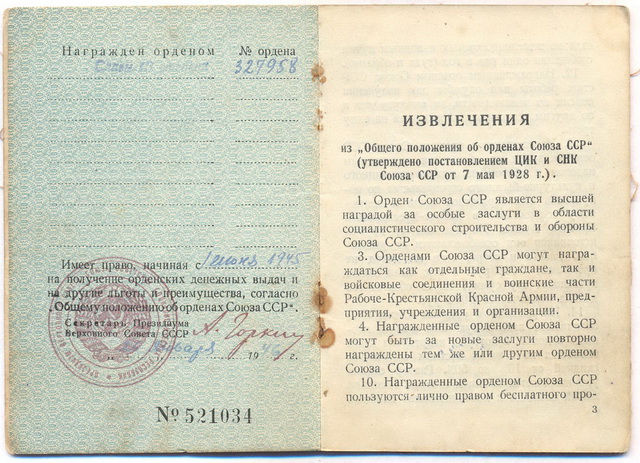 Награжден орденом № ордена
327958
Имеет право, начиная 1 июня 1945
на получение орденских денежных выдач и
на другие льготы и преимущества, согласно
„Общему положению об орденах Союза ССР“.
Секретарь Президиума
Верховного Совета СССР А. Горкин
января 19 г.
№ 521034
ИЗВЛЕЧЕНИЯ
из „Общего положения об орденах Союза ССР“
(утверждено постановлением ЦИК и СНК
Союза ССР от 7 мая 1928 г.).
1. Орден Союза ССР является высшей
наградой за особые заслуги в области
социалистического строительства и обороны
Союза ССР.
3. Орденами Союза ССР могут на-
граждаться как отдельные граждане, так и
войсковые соединения и воинские части
Рабоче-Крестьянской Красной Армии, пред-
приятия, учреждения и организации.
4. Награжденные орденом Союза ССР
могут быть за новые заслуги повторно
награждены тем же или другим орденом
Союза ССР.
10. Награжденные орденом Союза ССР
пользуются лично правом бесплатного про-
3